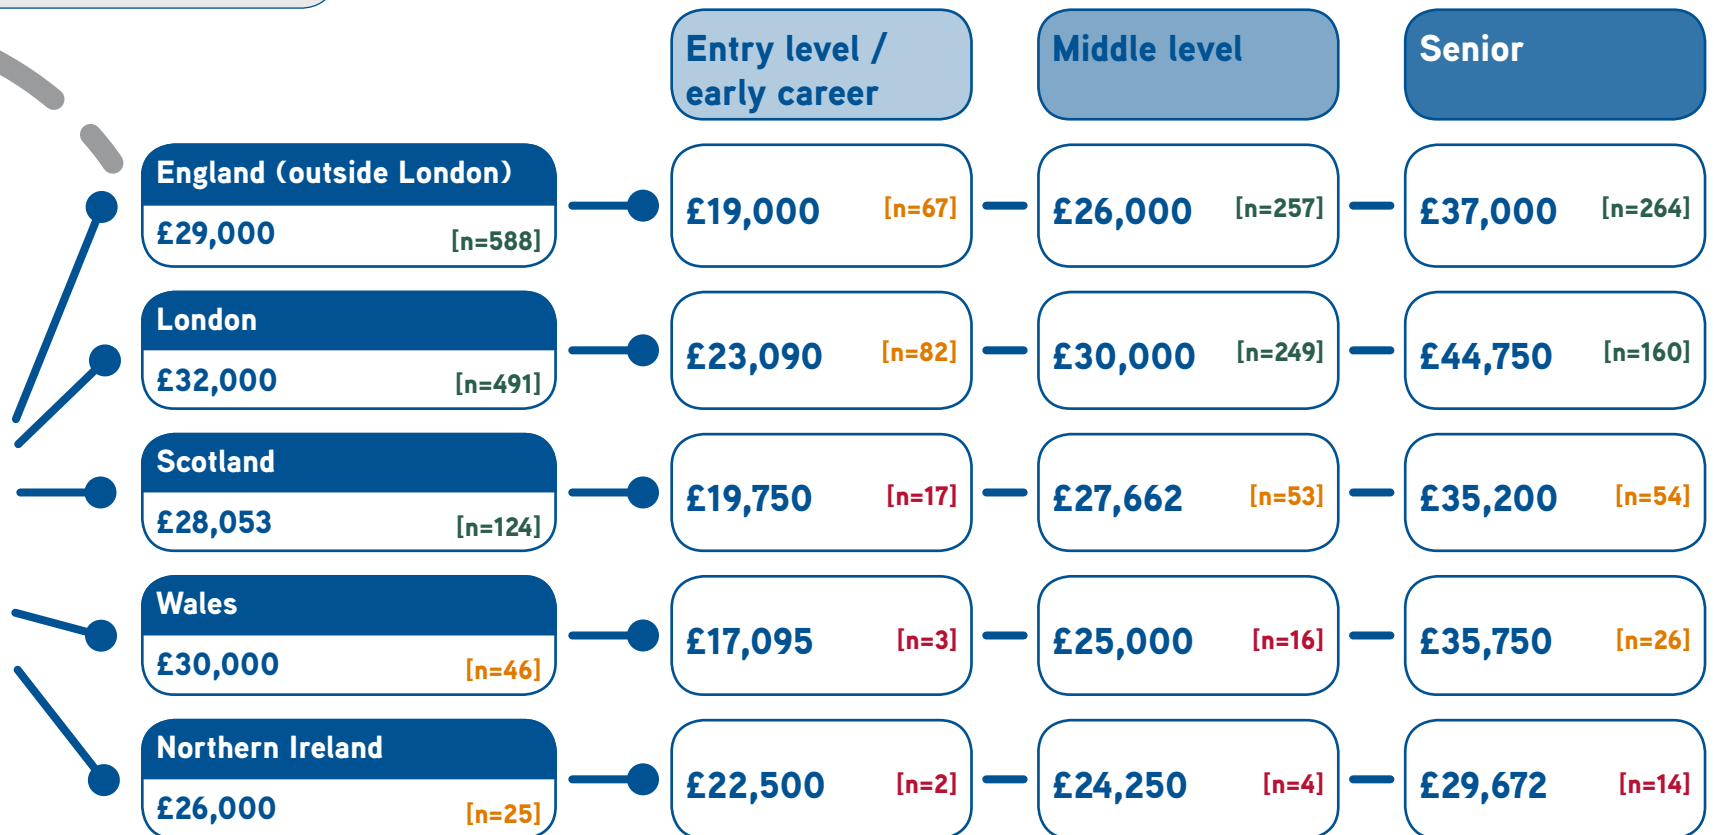 Entry level /
early career
Middle level
Senior
England (outside London)
£29,000 [n=588]
£19,000 [n=67]
£26,000 [n=257]
£37,000 [n=264]
London
£32,000 [n=491]
£23,090 [n=82]
£30,000 [n=249]
£44,750 [n=160]
Scotland
£28,053 [n=124]
£19,750 [n=17]
£27,662 [n=53]
£35,200 [n=54]
Wales
£30,000 [n=46]
£17,095 [n=3]
£25,000 [n=16]
£35,750 [n=26]
Northern Ireland
£26,000 [n=25]
£22,500 [n=2]
£24,250 [n=4]
£29,672 [n=14]